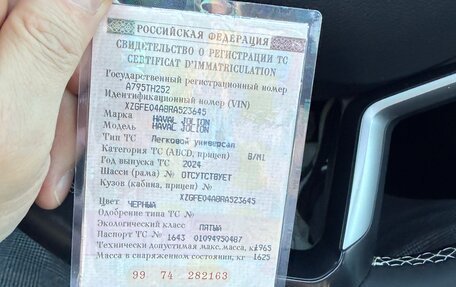 РОССИЙСКАЯ ФЕДЕРАЦИЯ
СВИДЕТЕЛЬСТВО О РЕГИСТРАЦИИ ТС
CERTIFICAT D'IMMATRICULATION
Государственный регистрационный номер
А795ТН252
Идентификационный номер (VIN)
XZGFE04ABRA523645
Марка HAVAL JOLION
Модель HAVAL JOLION
Тип ТС Легковой универсал
Категория ТС (ABCD, прицеп) B/M1
Год выпуска ТС 2024
Шасси (рама) № ОТСУТСТВУЕТ
Кузов (кабина, прицеп) №
XZGFE04ABRA523645
Цвет ЧЕРНЫЙ
Одобрение типа ТС №
Экологический класс ПЯТЫЙ
Паспорт ТС № 1643 01094950487
Технически допустимая макс. масса, кг 1965
Масса в снаряженном состоянии, кг 1625
99 74 282163